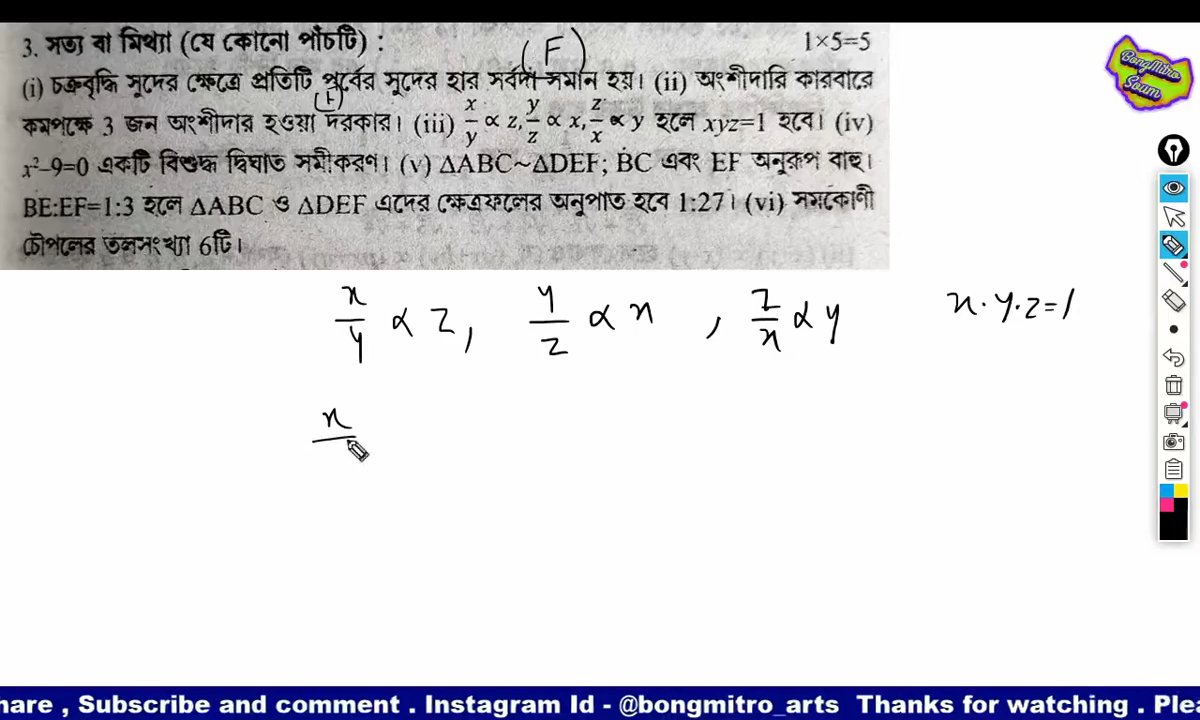 3. সত্য বা মিথ্যা (যে কোনো পাঁচটি) : 1×5=5
(F)
(i) চক্রবৃদ্ধি সুদের ক্ষেত্রে প্রতিটি পর্বের সুদের হার সর্বদা সমান হয়। (ii) অংশীদারি কারবারে
(F)
কমপক্ষে 3 জন অংশীদার হওয়া দরকার। (iii) x/y ∝ z, y/z ∝ x, z/x ∝ y হলে xyz=1 হবে। (iv)
x²–9=0 একটি বিশুদ্ধ দ্বিঘাত সমীকরণ। (v) ΔABC~ΔDEF; BC এবং EF অনুরূপ বাহু।
BE:EF=1:3 হলে ΔABC ও ΔDEF এদের ক্ষেত্রফলের অনুপাত হবে 1:27। (vi) সমকোণী
চৌপলের তলসংখ্যা 6টি।
x/y ∝ z, y/z ∝ x, z/x ∝ y x·y·z=1
x
BongMitro Soum
hare , Subscribe and comment . Instagram Id - @bongmitro_arts Thanks for watching . Ple